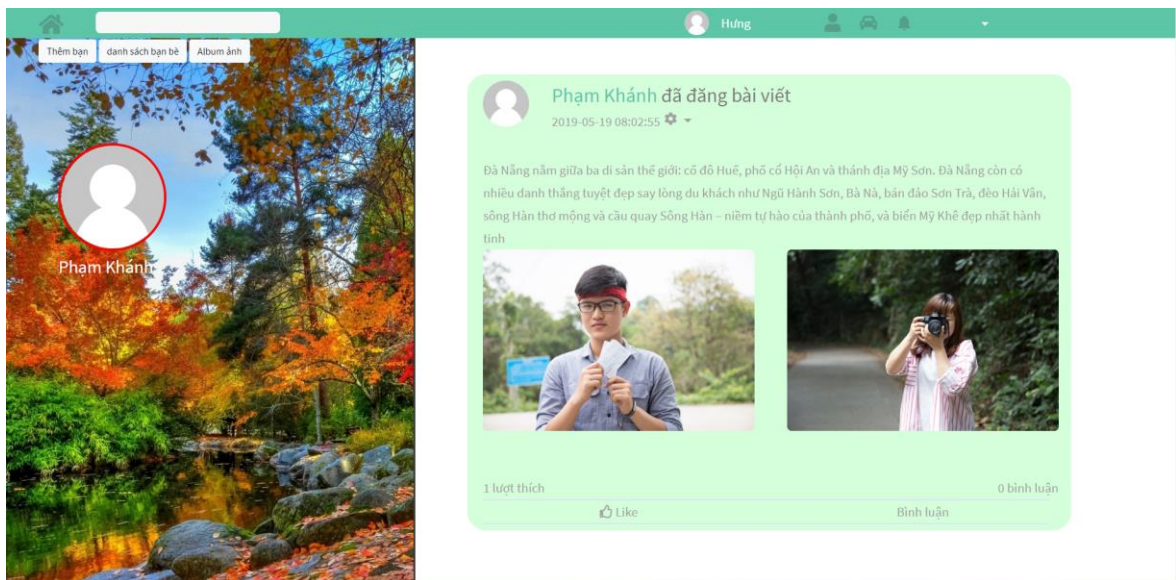 Hưng
Thêm bạn
danh sách bạn bè
Album ảnh
Phạm Khánh
Phạm Khánh đã đăng bài viết
2019-05-19 08:02:55
Đà Nẵng nằm giữa ba di sản thế giới: cố đô Huế, phố cổ Hội An và thánh địa Mỹ Sơn. Đà Nẵng còn có
nhiều danh thắng tuyệt đẹp say lòng du khách như Ngũ Hành Sơn, Bà Nà, bán đảo Sơn Trà, đèo Hải Vân,
sông Hàn thơ mộng và cầu quay Sông Hàn – niềm tự hào của thành phố, và biển Mỹ Khê đẹp nhất hành
tinh
1 lượt thích
0 bình luận
Like
Bình luận